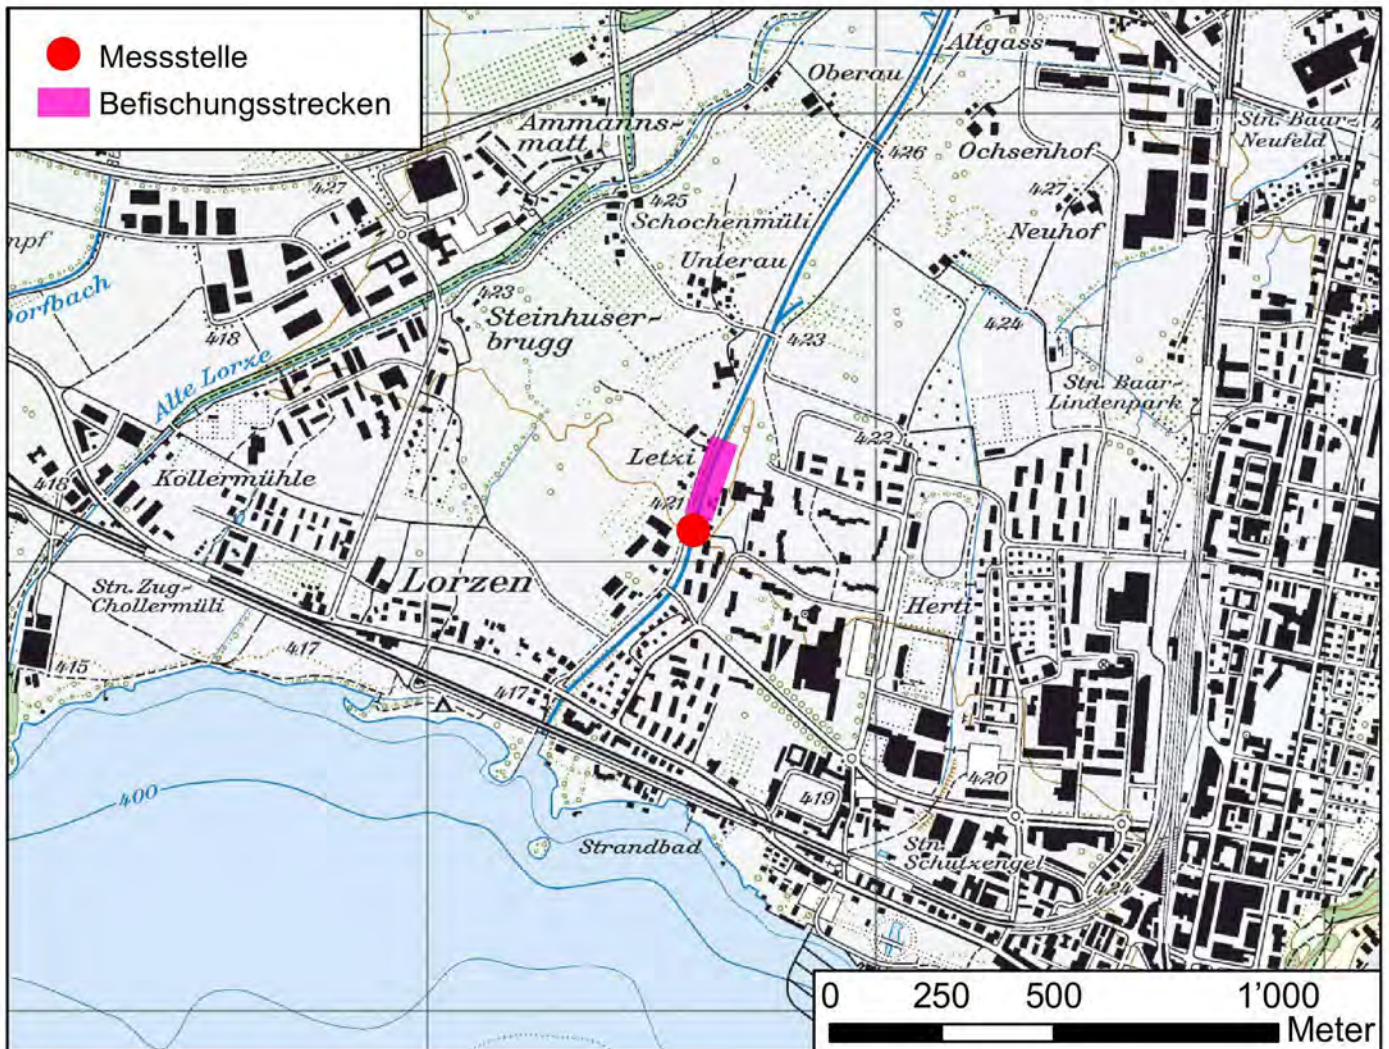 Messstelle
Befischungsstrecken
Altgass
Oberau
Ammanns-
matt
Stn. Baar-
Neufeld
426
Ochsenhof
427
427
425
Schochenmüli
Neuhof
Unterau
Dorfbach
423
Steinhuser-
brugg
424
418
423
Alte Lorze
Stn. Baar-
Lindenpark
422
Letzi
418
Kollermühle
421
Lorzen
Stn. Zug-
Chollermüli
Herti
417
415
417
420
400
419
Strandbad
Stn.
Schutzengel
424
0 250 500 1'000
Meter